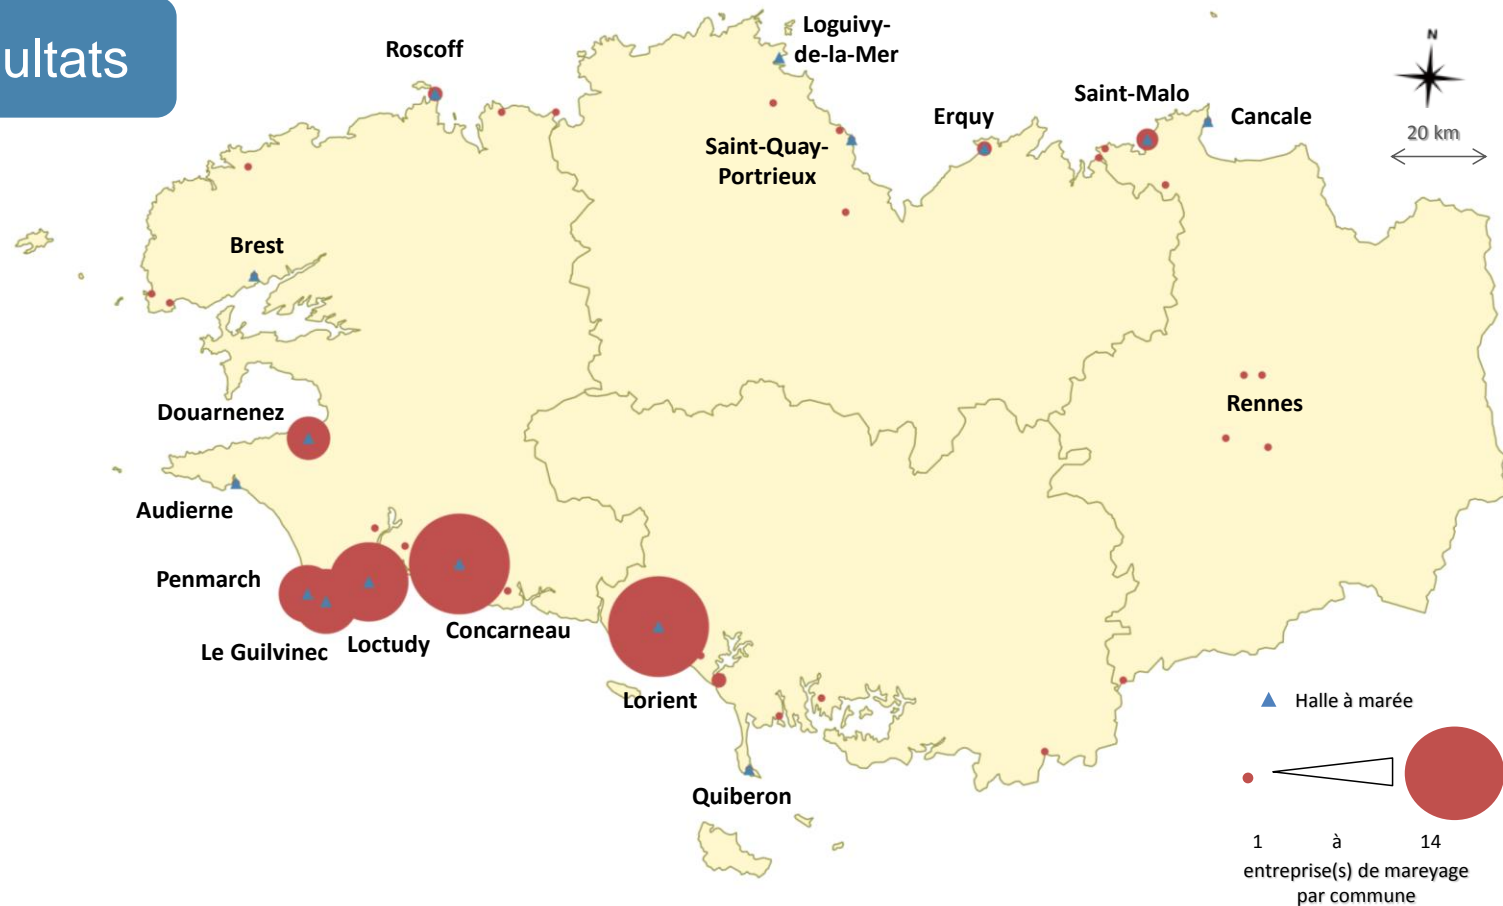 ultats
Roscoff
Loguivy-
de-la-Mer
N
20 km
Saint-Malo
Cancale
Erquy
Saint-Quay-
Portrieux
Brest
Rennes
Douarnenez
Audierne
Penmarch
Le Guilvinec
Loctudy
Concarneau
Lorient
Quiberon
Halle à marée
1 à 14
entreprise(s) de mareyage
par commune